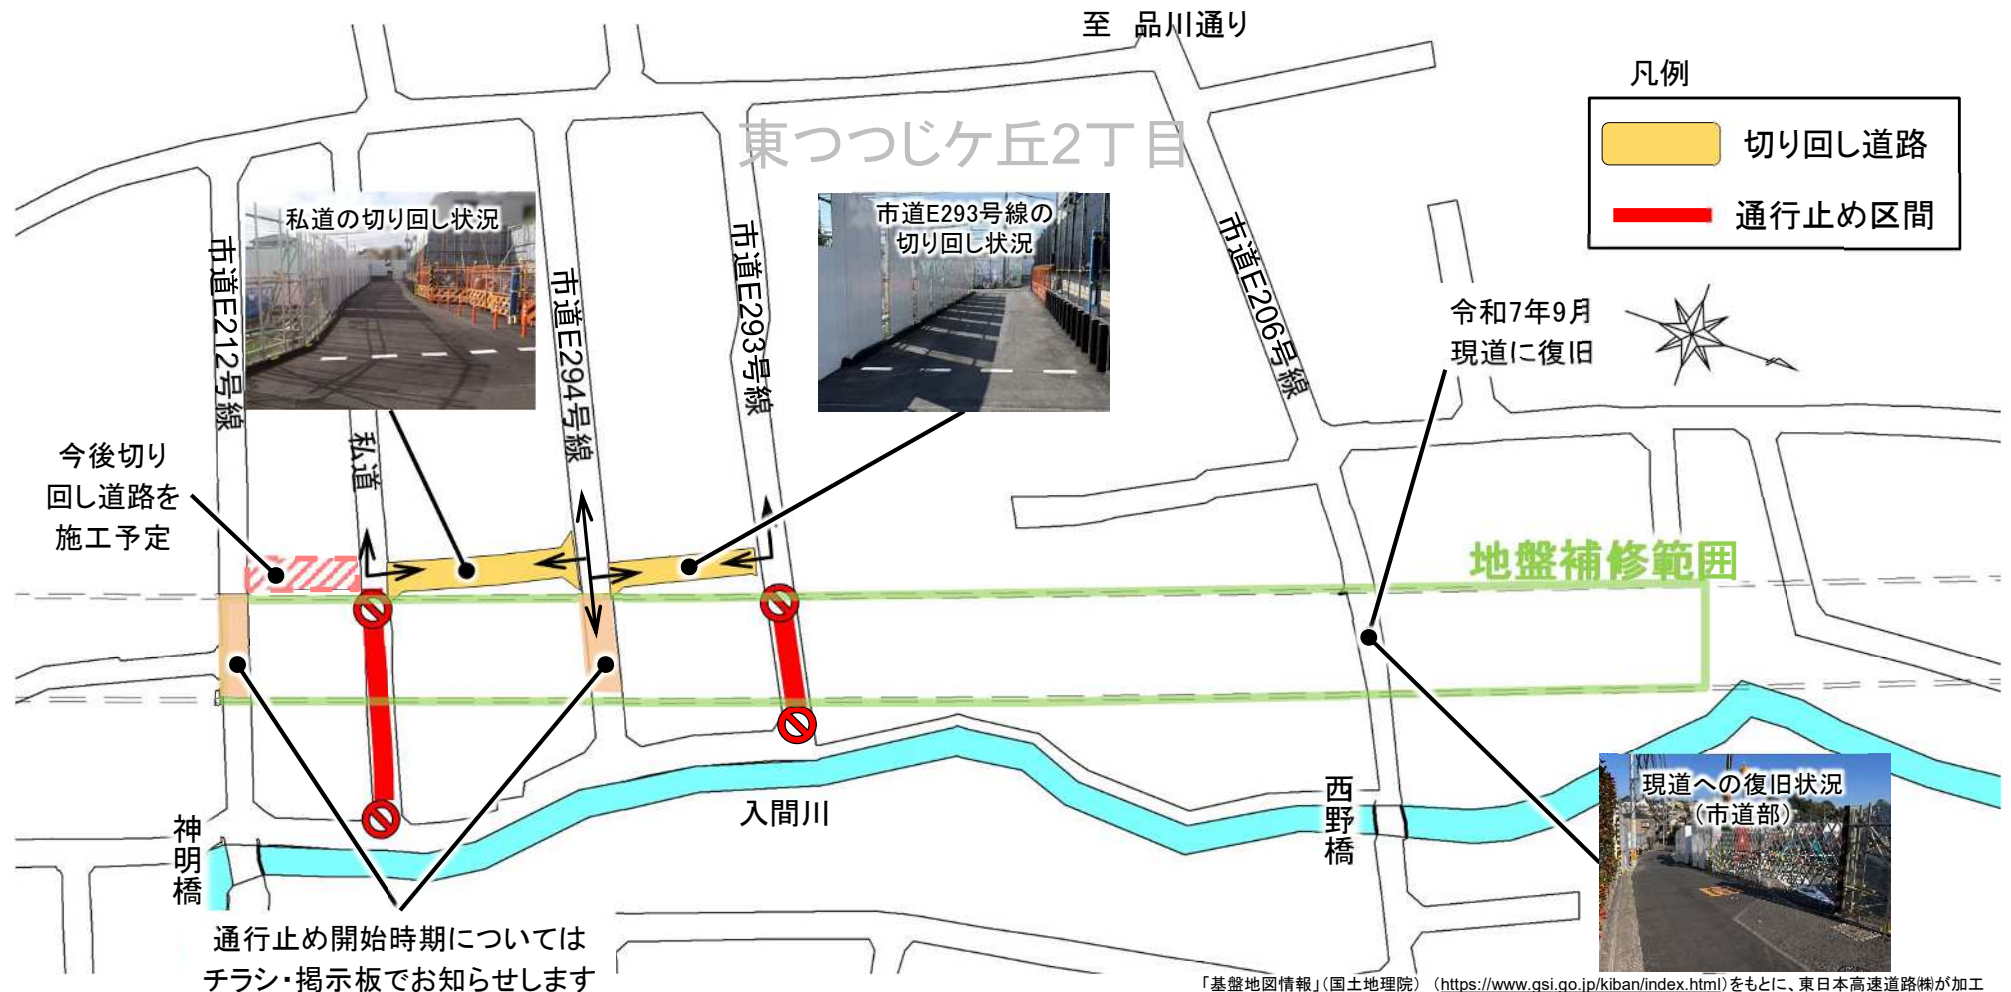 至 品川通り
凡例
切り回し道路
通行止め区間
東つつじケ丘2丁目
私道の切り回し状況
市道E293号線の
切り回し状況
市道E212号線
私道
市道E294号線
市道E293号線
市道E206号線
令和7年9月
現道に復旧
今後切り
回し道路を
施工予定
地盤補修範囲
入間川
神明橋
西野橋
現道への復旧状況
(市道部)
通行止め開始時期については
チラシ・掲示板でお知らせします
「基盤地図情報」(国土地理院) (https://www.gsi.go.jp/kiban/index.html)をもとに、東日本高速道路㈱が加工